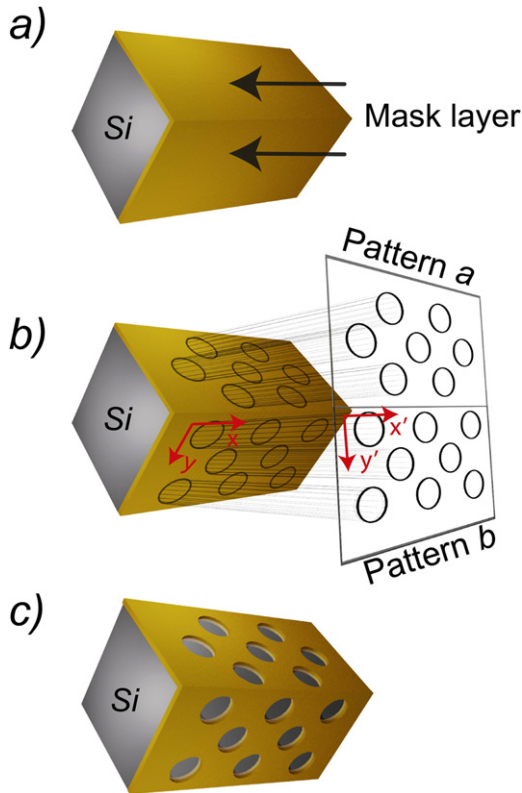 a)
Si
Mask layer
Pattern a
b)
Si
x
y
x'
y'
Pattern b
c)
Si